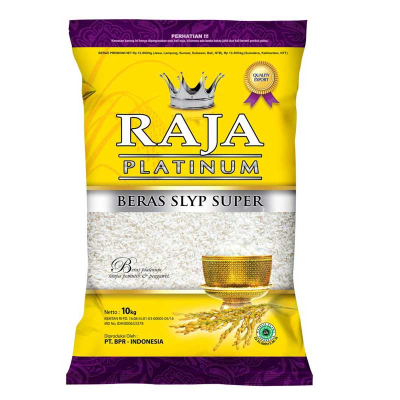 PERHATIAN !!!
QUALITY
EXPORT
RAJA
PLATINUM
BERAS SLYP SUPER
Beras platinum
tanpa pemutih & pengawet
Netto : 10kg
Diproduksi Oleh :
PT. BPR - INDONESIA